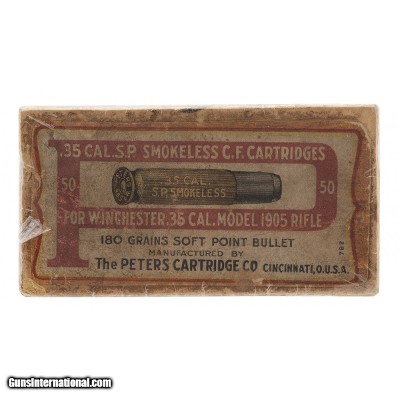 .35 CAL. S.P. SMOKELESS C.F. CARTRIDGES
50
.35 CAL.
S.P. SMOKELESS
50
FOR WINCHESTER .35 CAL. MODEL 1905 RIFLE
180 GRAINS SOFT POINT BULLET
MANUFACTURED BY
The PETERS CARTRIDGE CO CINCINNATI, O. U.S.A.
GunsInternational.com